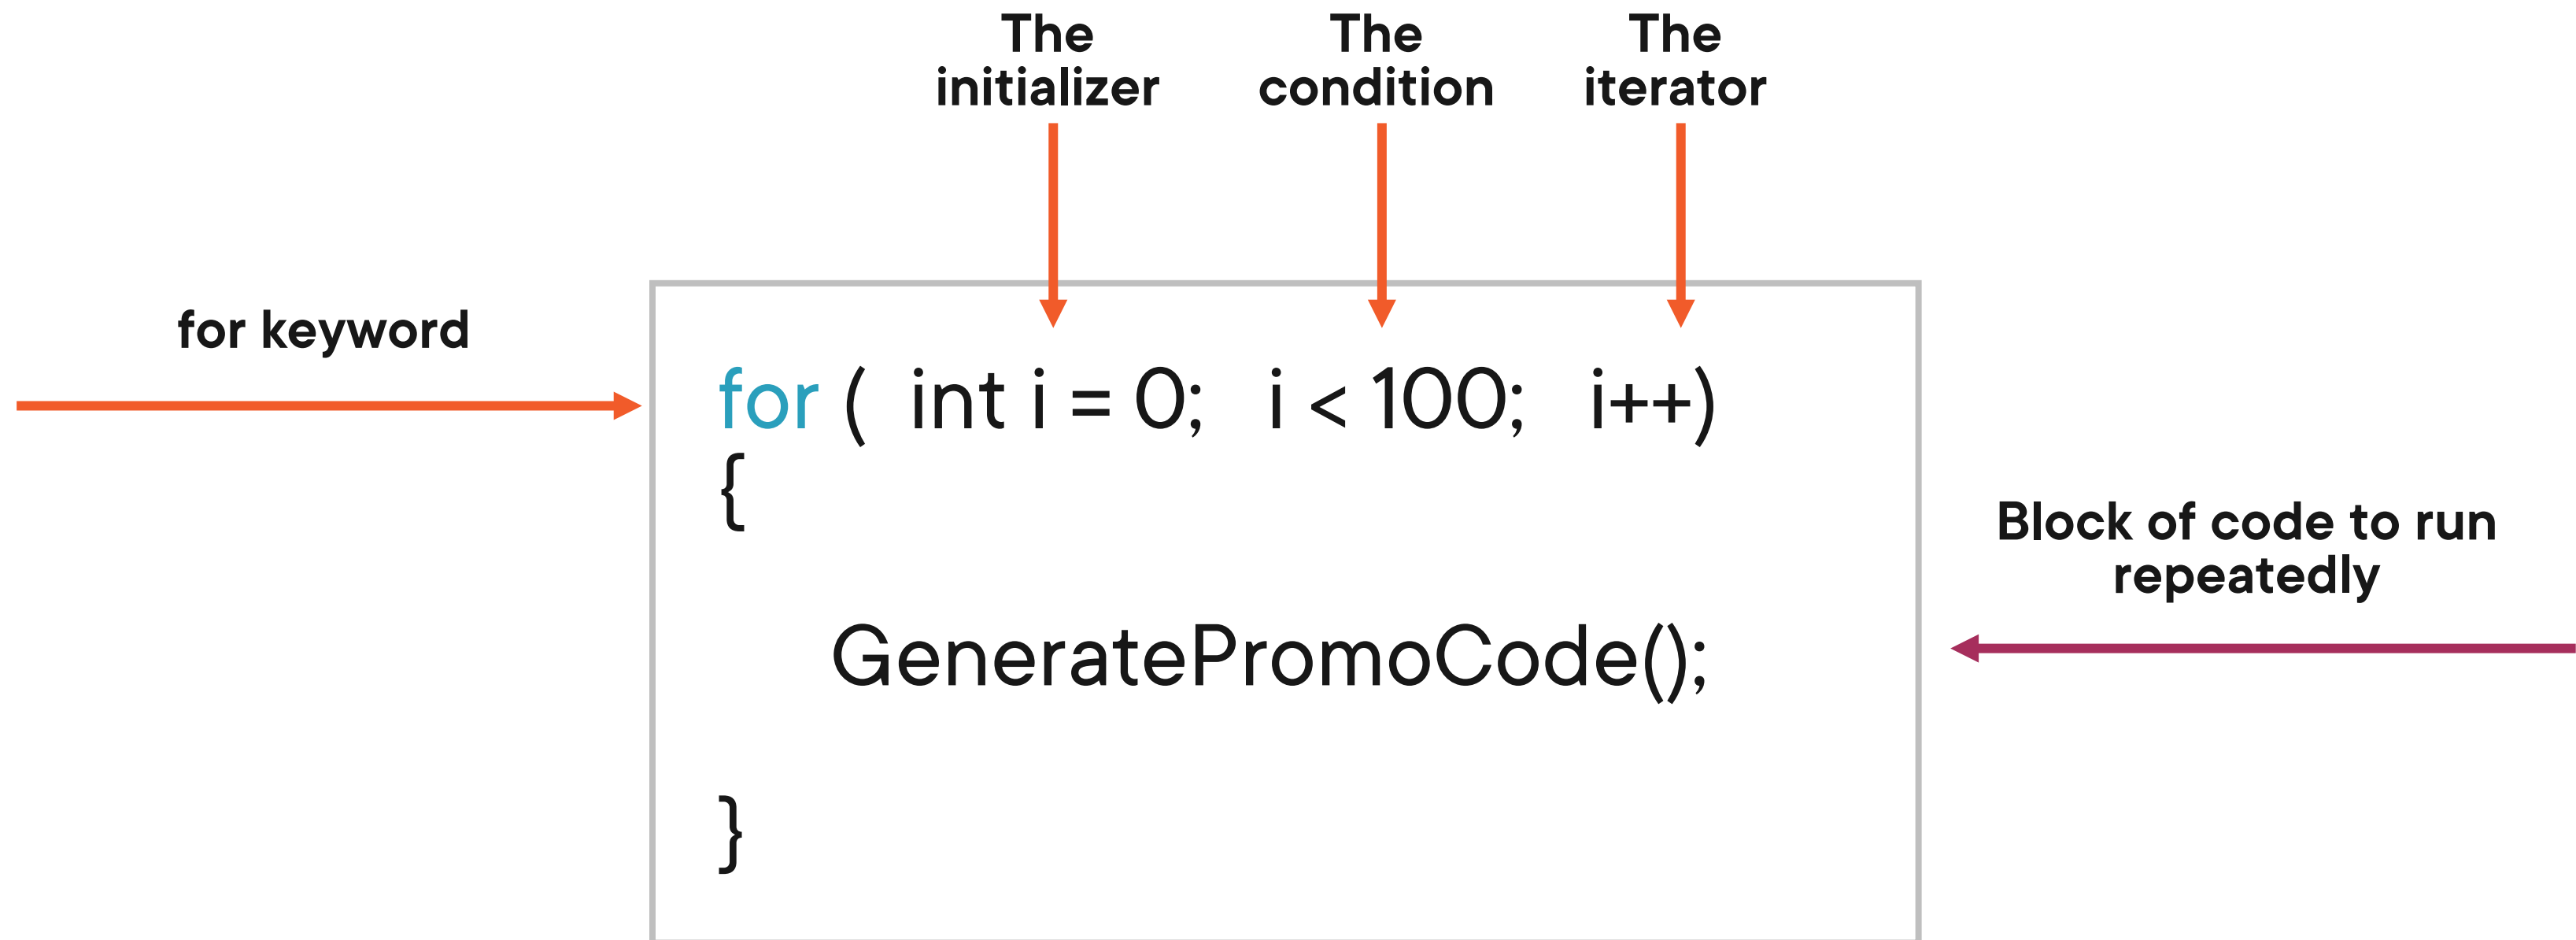 The
initializer
The
condition
The
iterator
for keyword
for ( int i = 0; i < 100; i++)
{
Block of code to run
repeatedly
GeneratePromoCode();
}